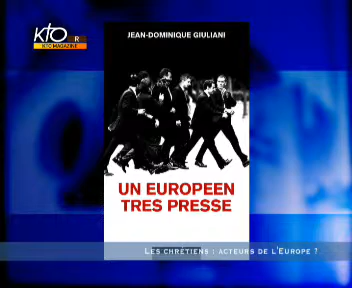 KTO
R
KTO MAGAZINE
JEAN-DOMINIQUE GIULIANI
UN EUROPEEN
TRES PRESSE
LES CHRÉTIENS : ACTEURS DE L'EUROPE ?